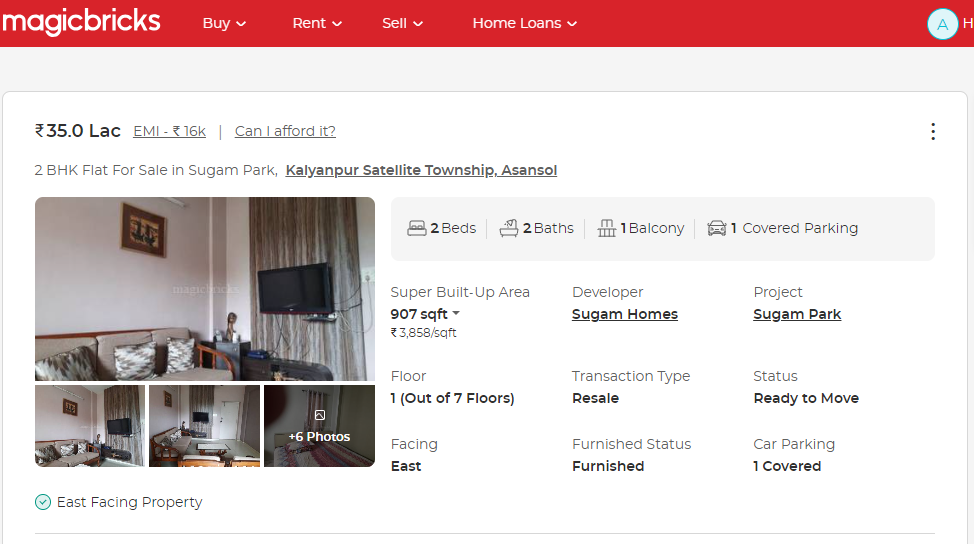 magicbricks
Buy
Rent
Sell
Home Loans
A
H
₹35.0 Lac EMI - ₹ 16k | Can I afford it?
2 BHK Flat For Sale in Sugam Park, Kalyanpur Satellite Township, Asansol
2 Beds
2 Baths
1 Balcony
1 Covered Parking
magicbricks
Super Built-Up Area
907 sqft
₹3,858/sqft
Developer
Sugam Homes
Project
Sugam Park
Floor
1 (Out of 7 Floors)
Transaction Type
Resale
Status
Ready to Move
Facing
East
Furnished Status
Furnished
Car Parking
1 Covered
+6 Photos
East Facing Property